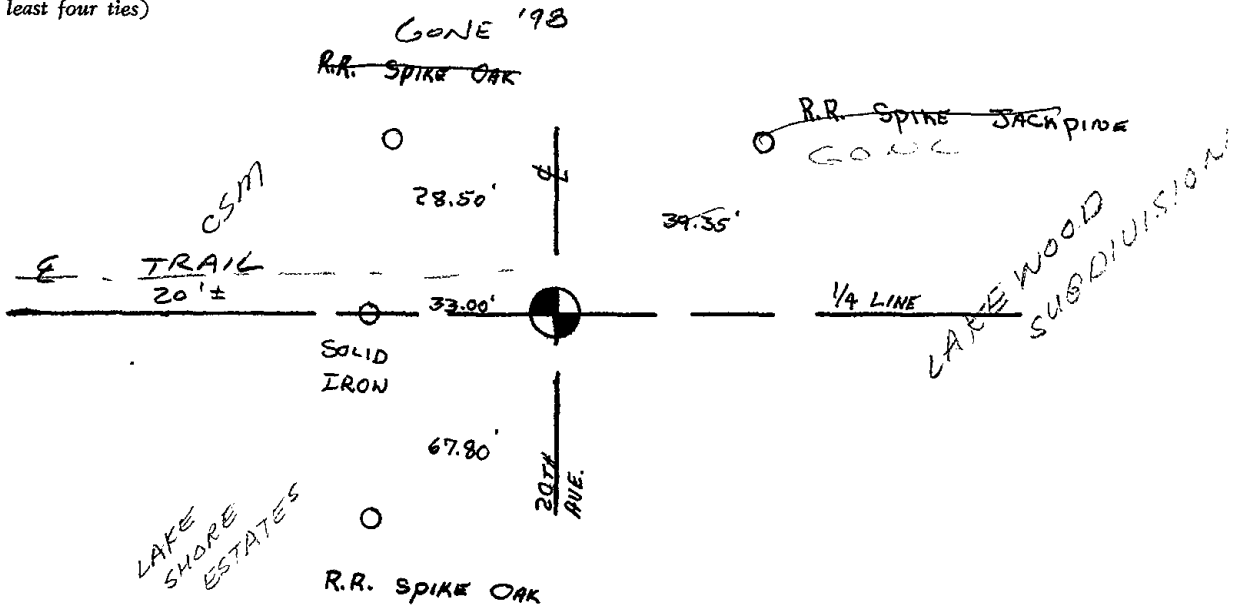 least four ties)
GONE '98
R.R. SPIKE OAK
R.R. SPIKE JACKPINE
GONE
28.50'
℄
39.35'
CSM
℄ TRAIL
20'±
33.00'
1/4 LINE
SOLID
IRON
LAKEWOOD
SUBDIVISION
67.80'
20TH
AVE.
LAKE
SHORE
ESTATES
R.R. SPIKE OAK